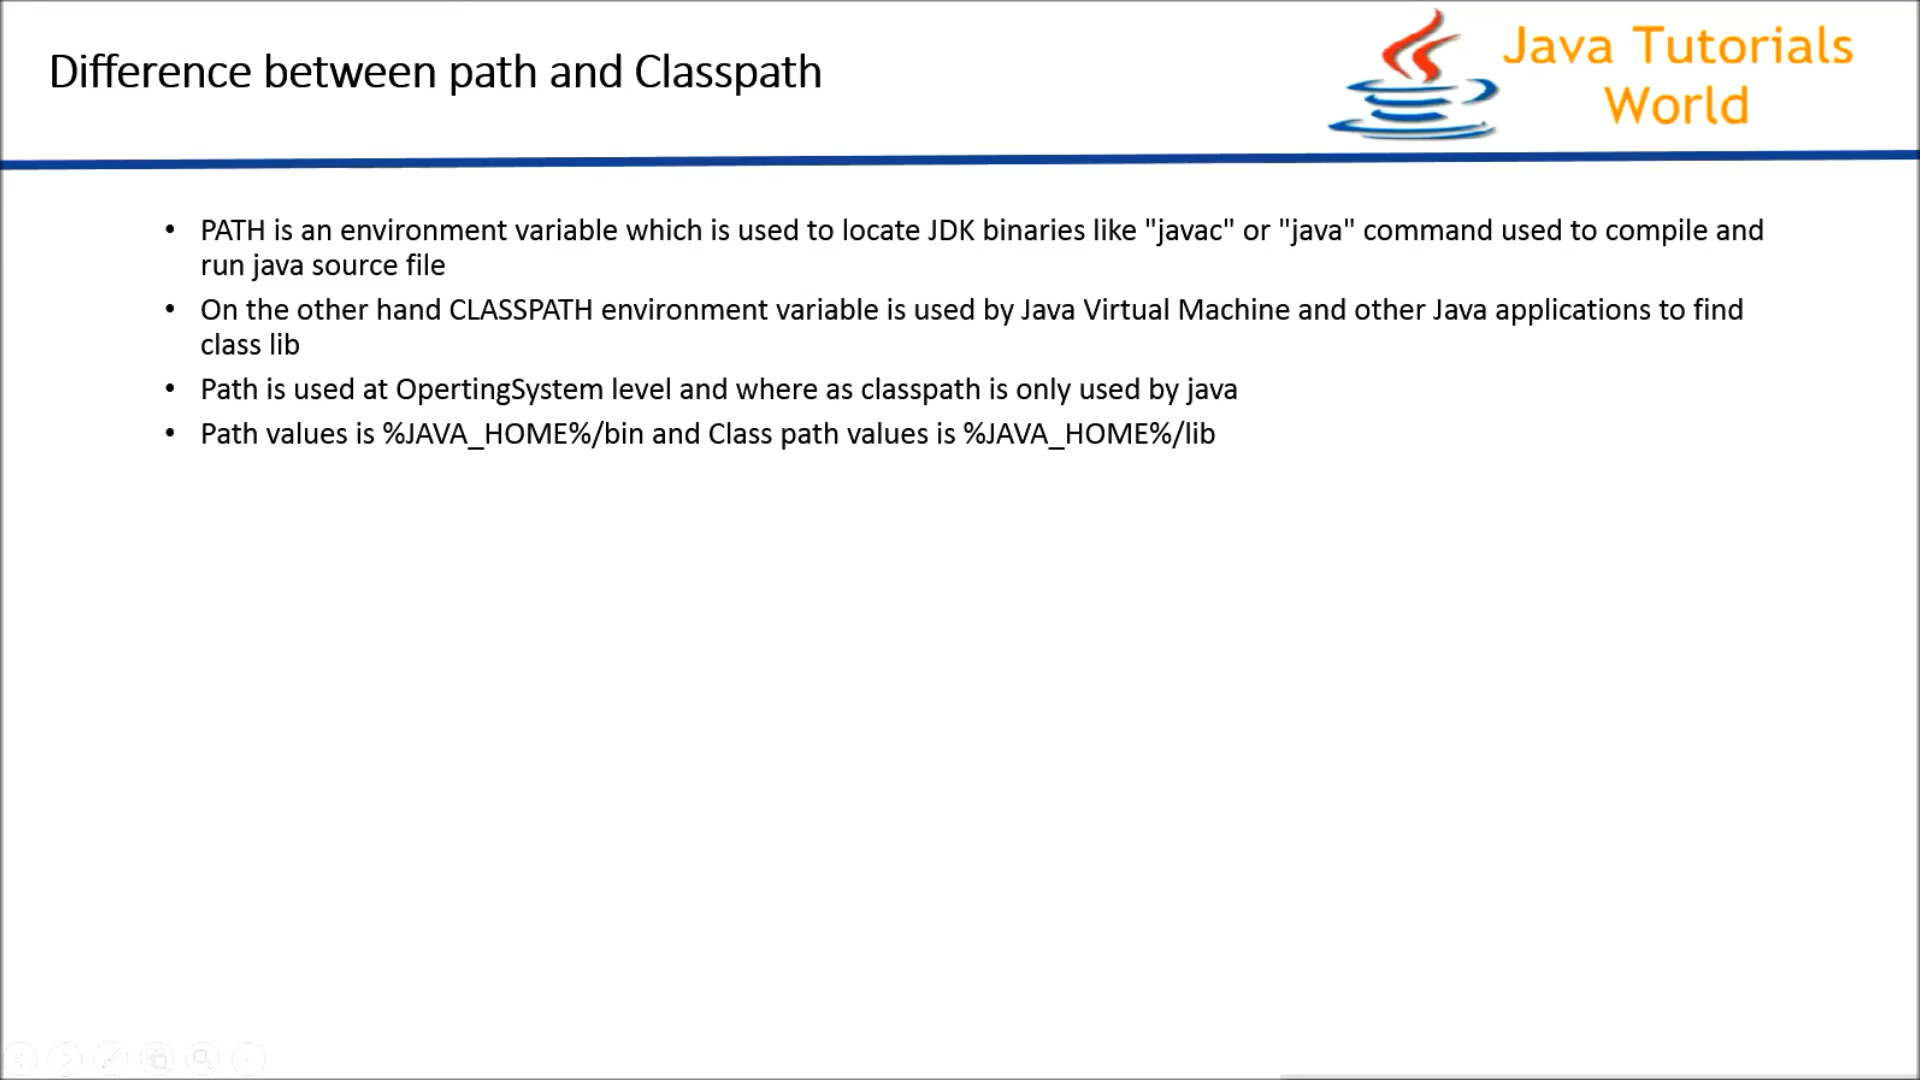 Difference between path and Classpath
Java Tutorials
World
• PATH is an environment variable which is used to locate JDK binaries like "javac" or "java" command used to compile and
run java source file
• On the other hand CLASSPATH environment variable is used by Java Virtual Machine and other Java applications to find
class lib
• Path is used at OpertingSystem level and where as classpath is only used by java
• Path values is %JAVA_HOME%/bin and Class path values is %JAVA_HOME%/lib